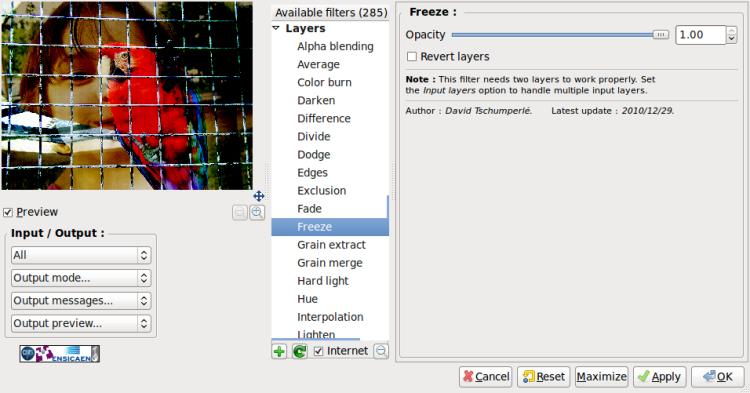 Available filters (285)
Layers
Alpha blending
Average
Color burn
Darken
Difference
Divide
Dodge
Edges
Exclusion
Fade
Freeze
Grain extract
Grain merge
Hard light
Hue
Interpolation
Lighten
Internet
Preview
Input / Output :
All
Output mode...
Output messages...
Output preview...
ENSICAEN
Freeze :
Opacity
1.00
Revert layers
Note : This filter needs two layers to work properly. Set
the Input layers option to handle multiple input layers.
Author : David Tschumperlé. Latest update : 2010/12/29.
Cancel
Reset
Maximize
Apply
OK